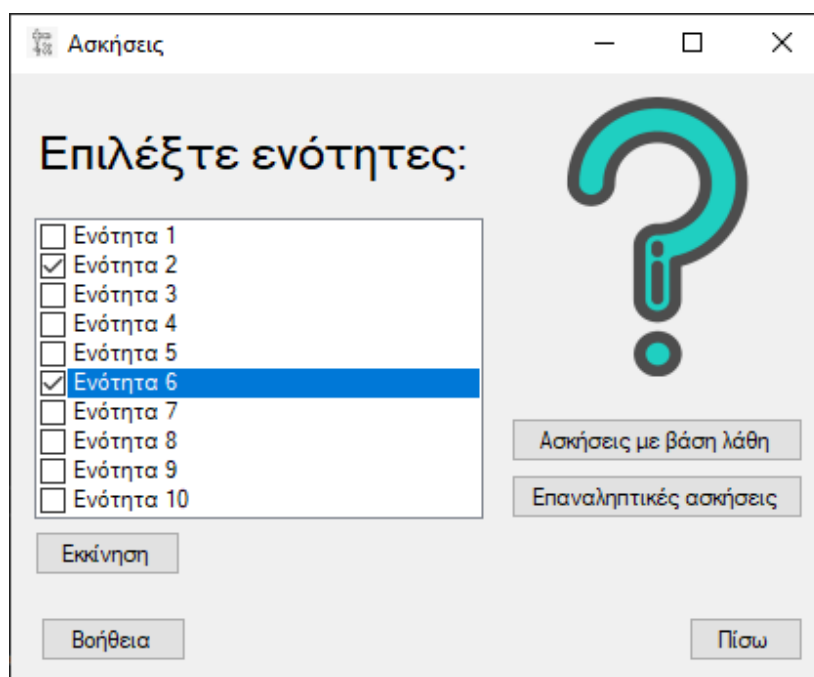 Ασκήσεις
Επιλέξτε ενότητες:
Ενότητα 1
Ενότητα 2
Ενότητα 3
Ενότητα 4
Ενότητα 5
Ενότητα 6
Ενότητα 7
Ενότητα 8
Ενότητα 9
Ενότητα 10
Ασκήσεις με βάση λάθη
Επαναληπτικές ασκήσεις
Εκκίνηση
Βοήθεια
Πίσω